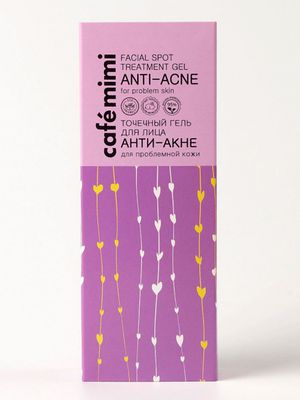 café mimi
FACIAL SPOT
TREATMENT GEL
ANTI-ACNE
for problem skin
ТОЧЕЧНЫЙ ГЕЛЬ
ДЛЯ ЛИЦА
АНТИ-АКНЕ
для проблемной кожи